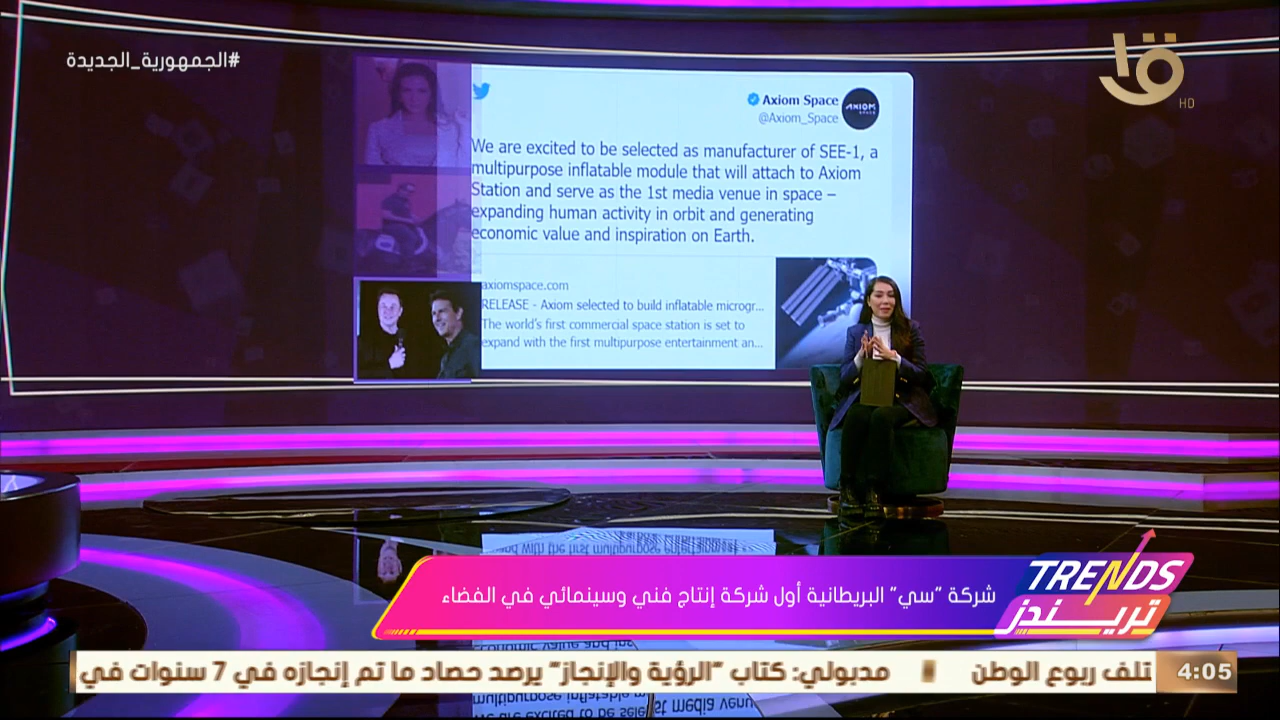 #الجمهورية_الجديدة
HD
Axiom Space
@Axiom_Space
AXIOM
SPACE
We are excited to be selected as manufacturer of SEE-1, a
multipurpose inflatable module that will attach to Axiom
Station and serve as the 1st media venue in space –
expanding human activity in orbit and generating
economic value and inspiration on Earth.
axiomspace.com
RELEASE - Axiom selected to build inflatable microgr...
The world's first commercial space station is set to
expand with the first multipurpose entertainment an...
TRENDS
تريندز
شركة "سي" البريطانية أول شركة إنتاج فني وسينمائي في الفضاء
4:05
تلف ربوع الوطن
مدبولي: كتاب "الرؤية والإنجاز" يرصد حصاد ما تم إنجازه في 7 سنوات في